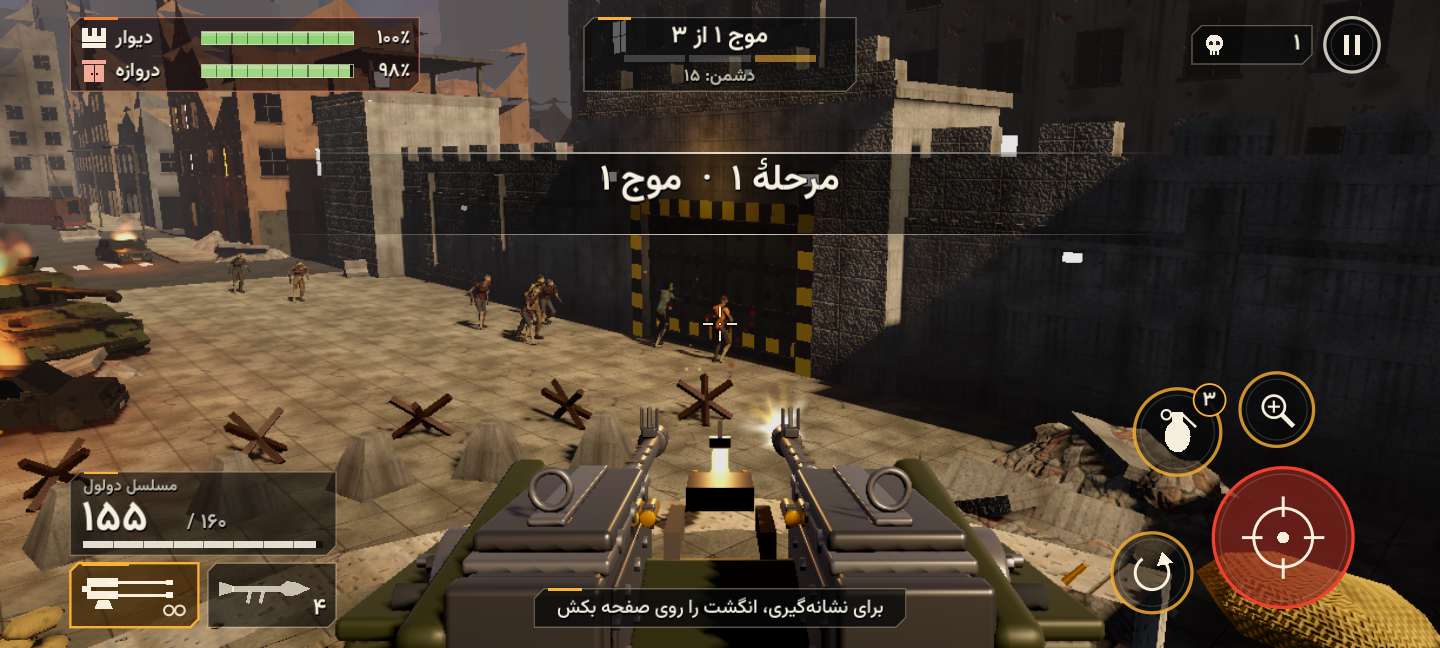 دیوار ۱۰۰٪
دروازه ۹۸٪
موج ۱ از ۳
دشمن: ۱۵
۱
مرحلهٔ ۱ · موج ۱
۳
مسلسل دولول
۱۵۵ / ۱۶۰
∞
۴
برای نشانه‌گیری، انگشت را روی صفحه بکش